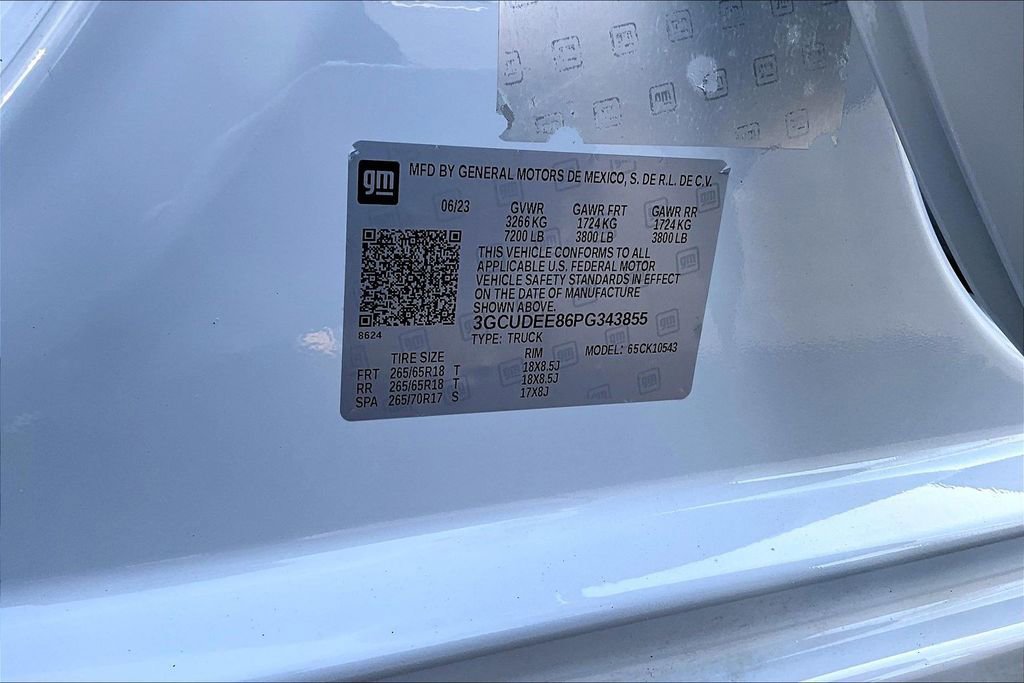 gm
MFD BY GENERAL MOTORS DE MEXICO, S. DE R.L. DE C.V.
06/23 GVWR GAWR FRT GAWR RR
3266 KG 1724 KG 1724 KG
7200 LB 3800 LB 3800 LB
THIS VEHICLE CONFORMS TO ALL
APPLICABLE U.S. FEDERAL MOTOR
VEHICLE SAFETY STANDARDS IN EFFECT
ON THE DATE OF MANUFACTURE
SHOWN ABOVE.
3GCUDEE86PG343855
8624
TYPE: TRUCK
TIRE SIZE RIM MODEL: 65CK10543
FRT 265/65R18 T 18X8.5J
RR 265/65R18 T 18X8.5J
SPA 265/70R17 S 17X8J